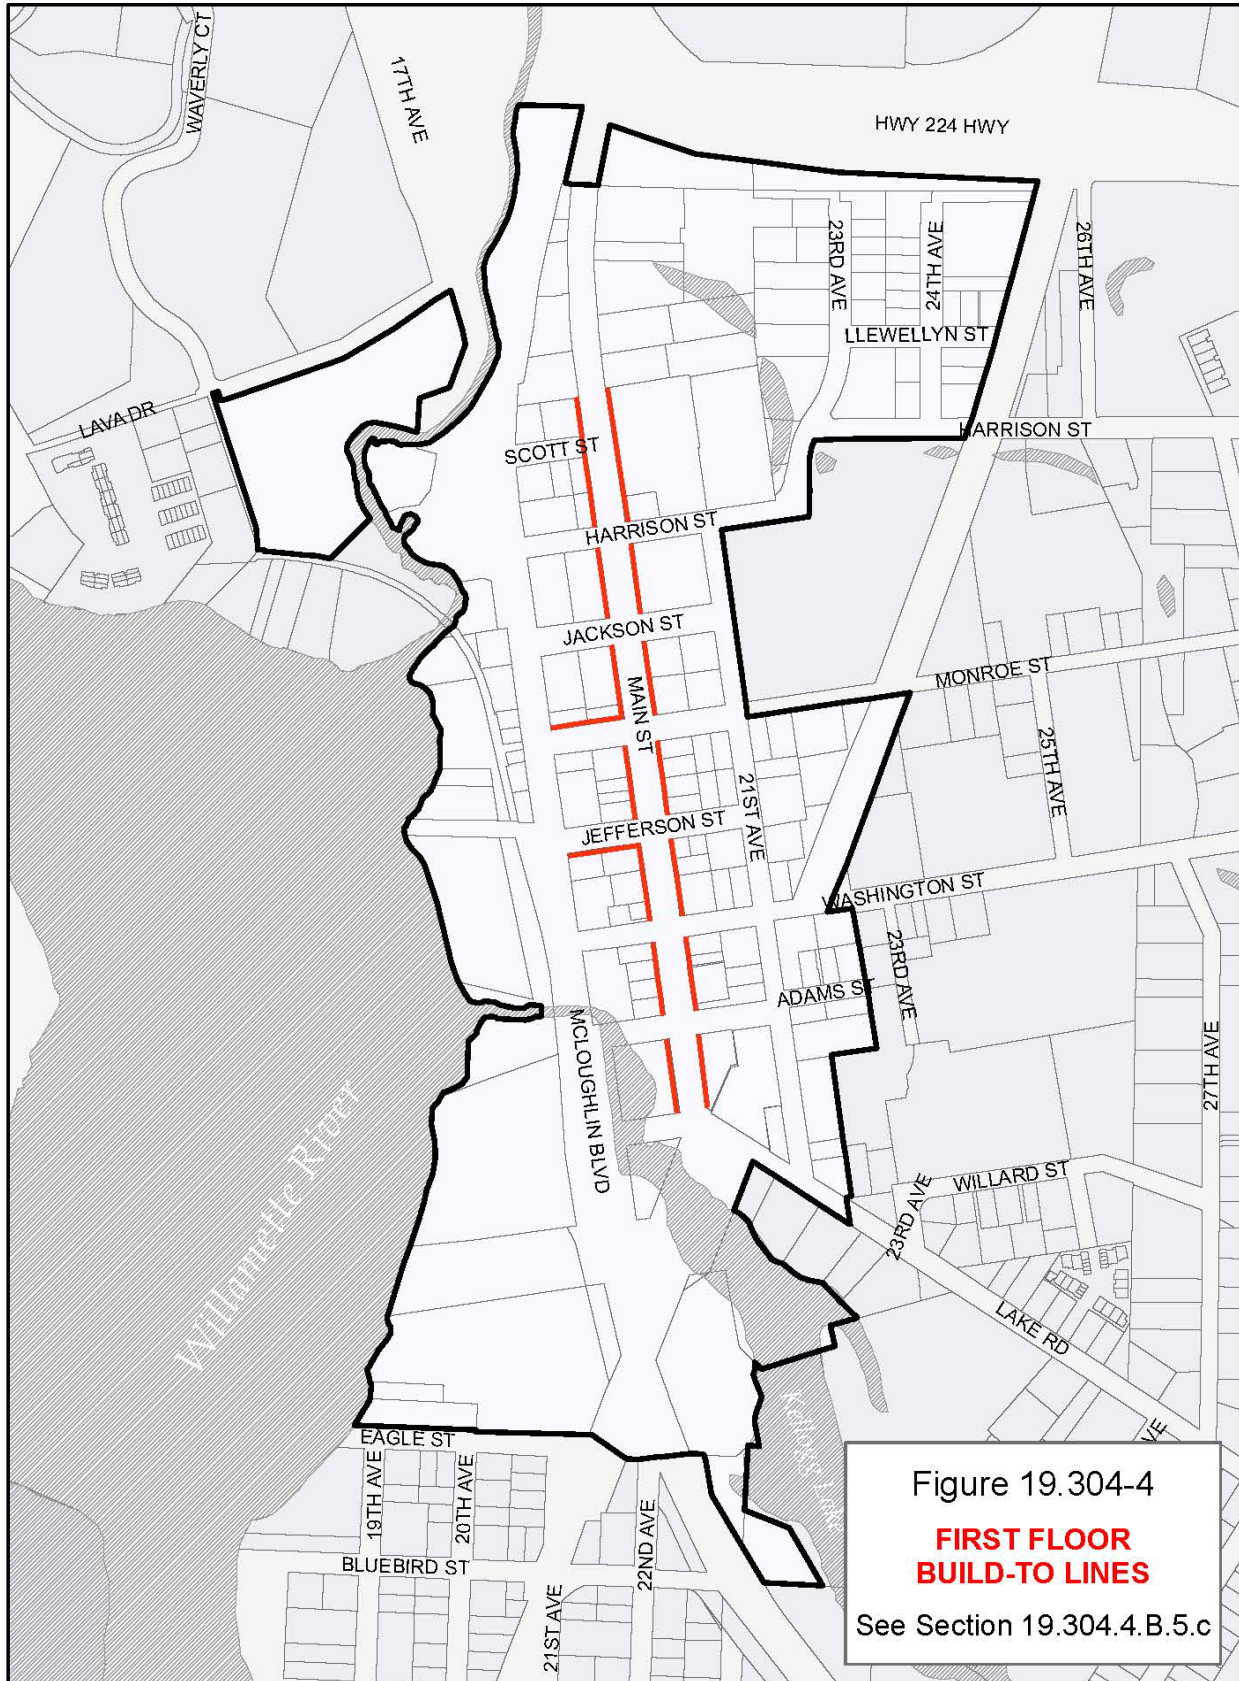 WAVERLY CT
17TH AVE
HWY 224 HWY
23RD AVE
24TH AVE
26TH AVE
LLEWELLYN ST
LAVA DR
SCOTT ST
HARRISON ST
HARRISON ST
JACKSON ST
MONROE ST
MAIN ST
25TH AVE
21ST AVE
JEFFERSON ST
WASHINGTON ST
23RD AVE
ADAMS ST
MCLOUGHLIN BLVD
27TH AVE
Willamette River
WILLARD ST
23RD AVE
LAKE RD
Kellogg Lake
EAGLE ST
VE
19TH AVE
20TH AVE
22ND AVE
BLUEBIRD ST
21ST AVE
Figure 19.304-4
FIRST FLOOR
BUILD-TO LINES
See Section 19.304.4.B.5.c